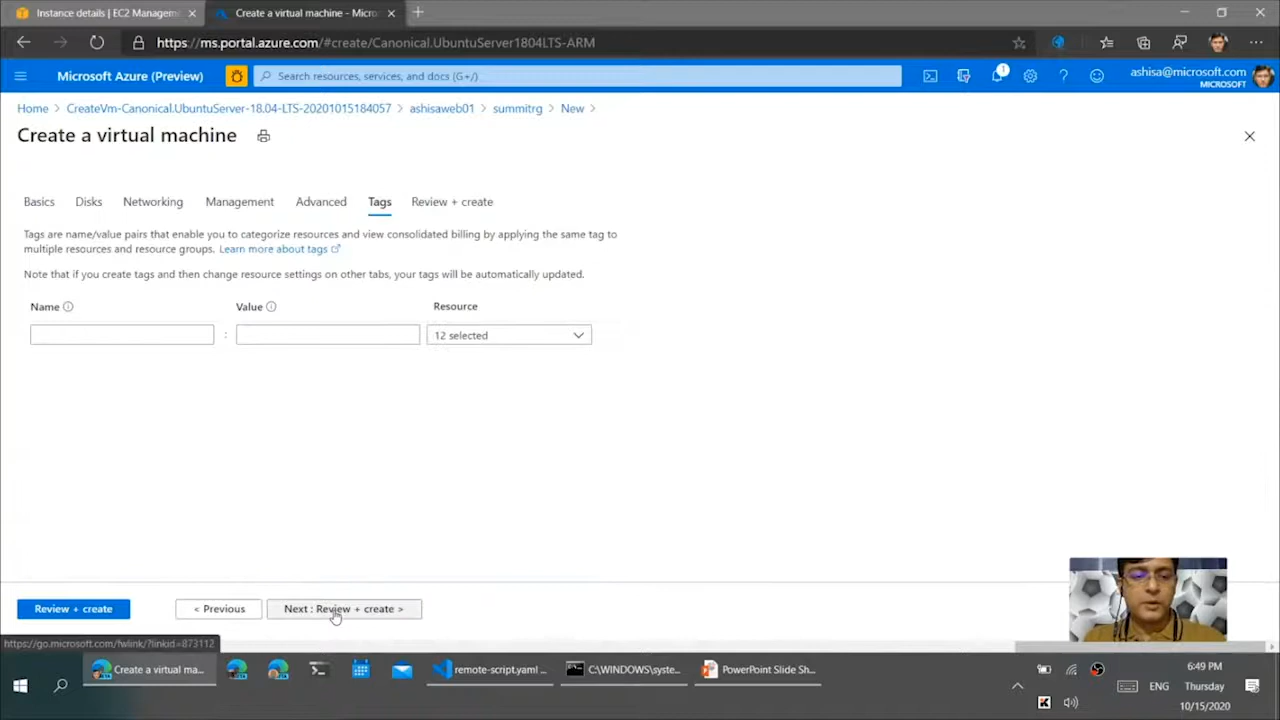 Instance details | EC2 Managem
Create a virtual machine - Micro
https://ms.portal.azure.com/#create/Canonical.UbuntuServer1804LTS-ARM
Microsoft Azure (Preview)
Search resources, services, and docs (G+/)
1
ashisa@microsoft.com
MICROSOFT
Home > CreateVm-Canonical.UbuntuServer-18.04-LTS-20201015184057 > ashisaweb01 > summitrg > New >
Create a virtual machine
Basics Disks Networking Management Advanced Tags Review + create
Tags are name/value pairs that enable you to categorize resources and view consolidated billing by applying the same tag to
multiple resources and resource groups. Learn more about tags
Note that if you create tags and then change resource settings on other tabs, your tags will be automatically updated.
Name Value Resource
: 12 selected
Review + create < Previous Next : Review + create >
https://go.microsoft.com/fwlink/?linkid=873112
Create a virtual ma...
remote-script.yaml ...
C:\WINDOWS\syste...
PowerPoint Slide Sh...
ENG
6:49 PM
Thursday
10/15/2020